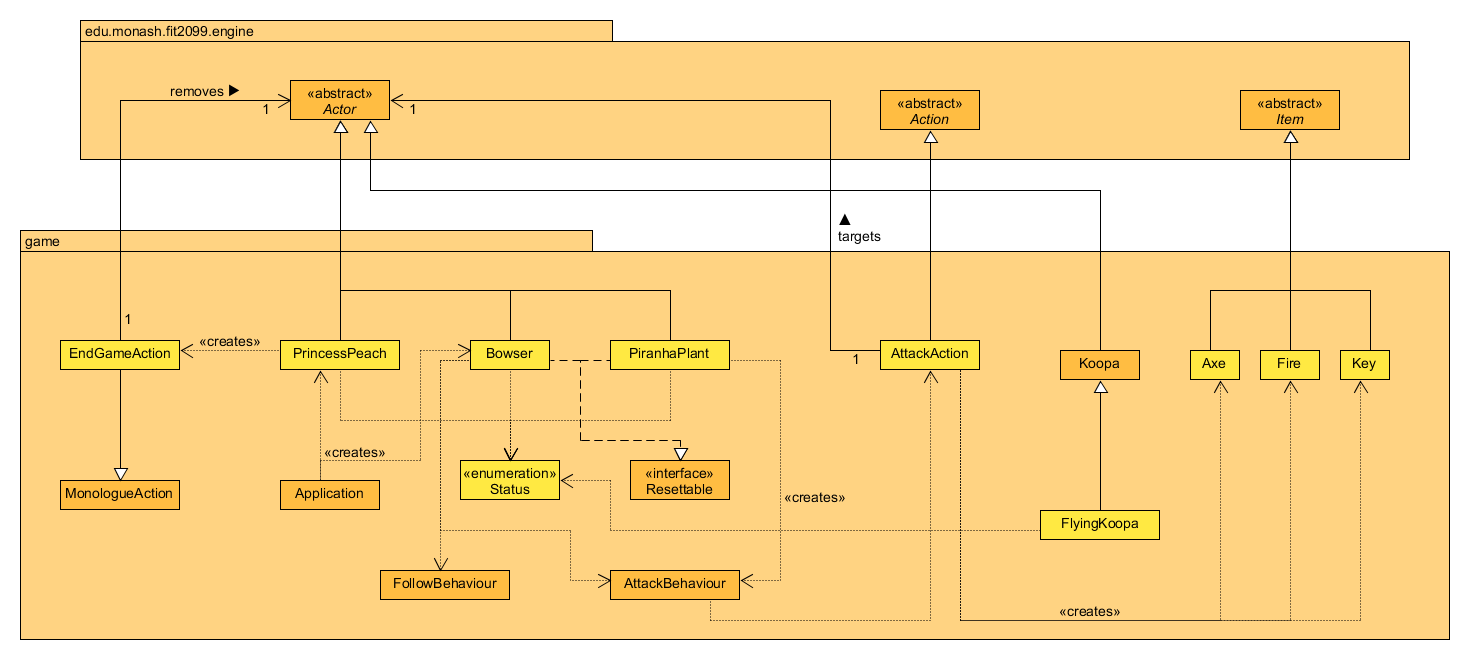 edu.monash.fit2099.engine
removes ▶
1
«abstract»
Actor
1
«abstract»
Action
«abstract»
Item
▲
targets
game
1
«creates»
EndGameAction
PrincessPeach
Bowser
PiranhaPlant
1
AttackAction
Koopa
Axe
Fire
Key
«creates»
MonologueAction
Application
«enumeration»
Status
«interface»
Resettable
«creates»
FlyingKoopa
FollowBehaviour
AttackBehaviour
«creates»